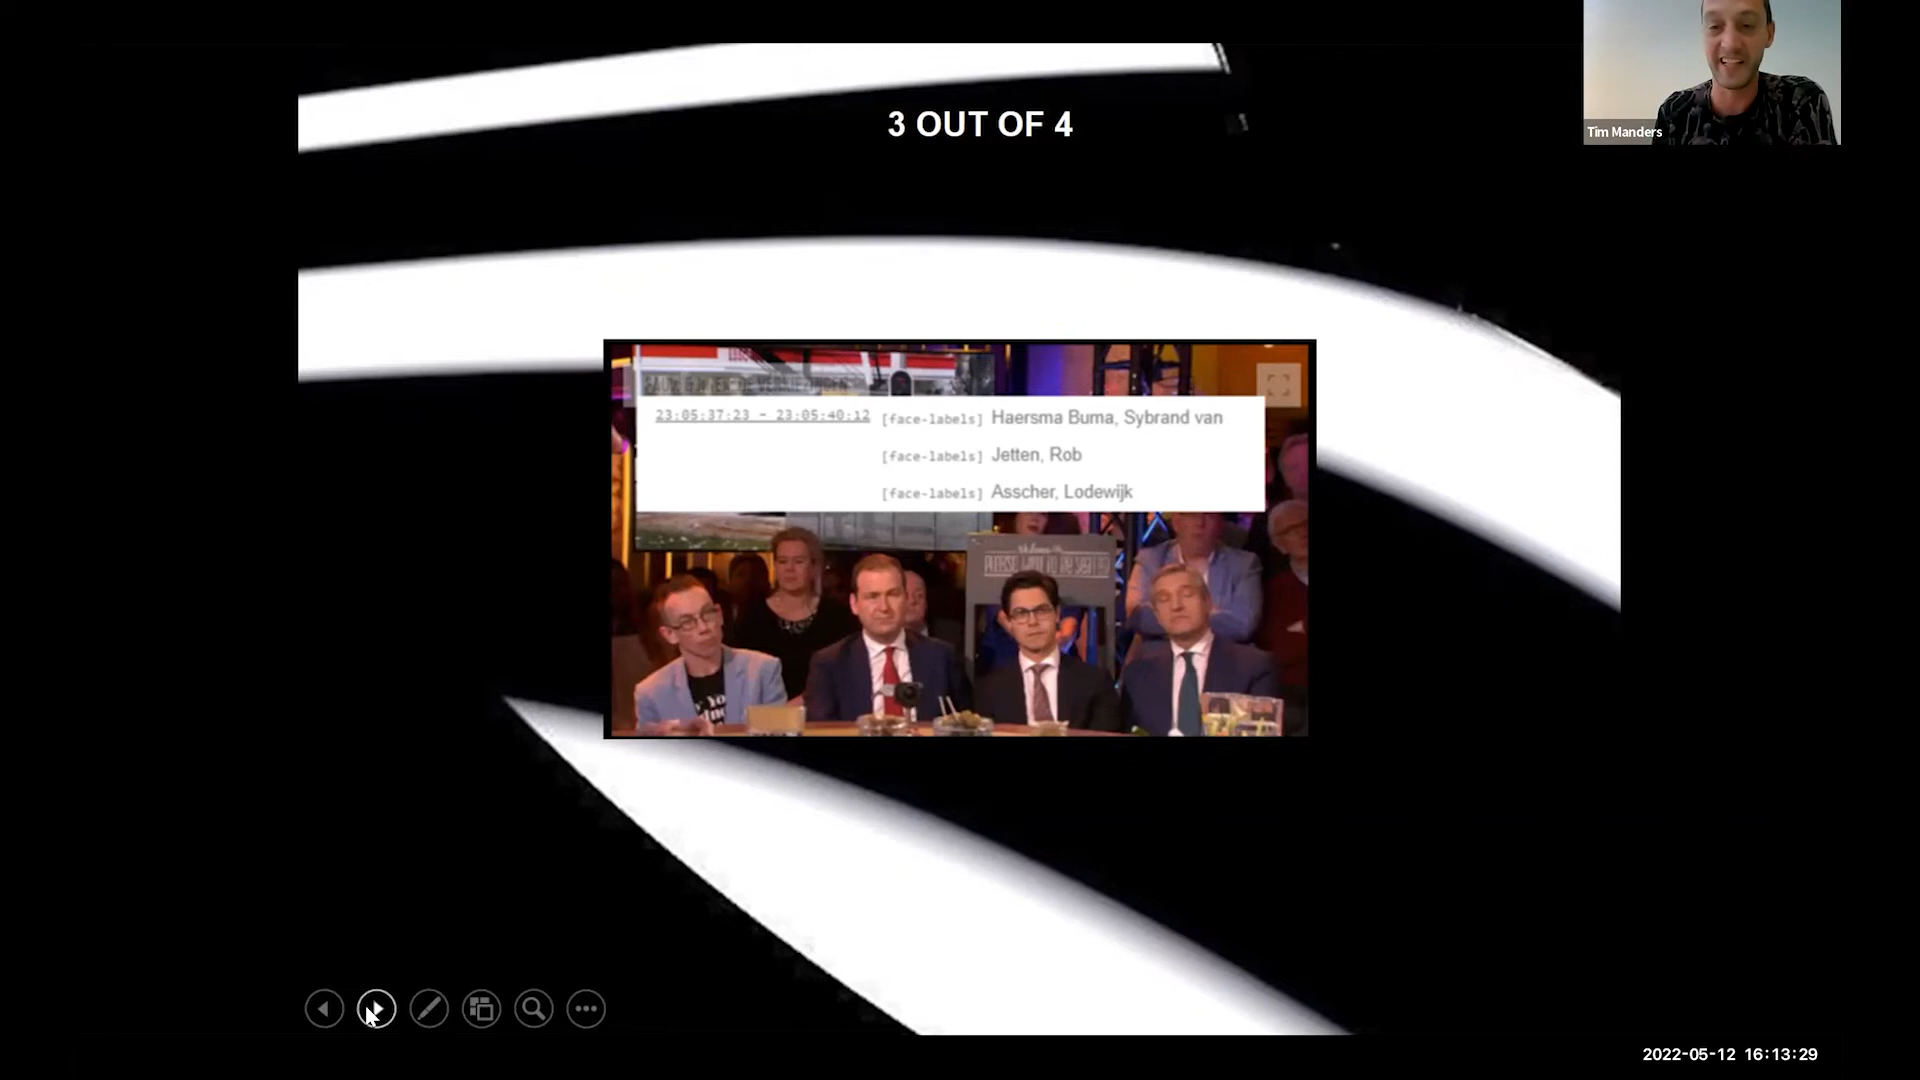 3 OUT OF 4
Tim Manders
23:05:37:23 - 23:05:40:12 [face-labels] Haersma Buma, Sybrand van
[face-labels] Jetten, Rob
[face-labels] Asscher, Lodewijk
2022-05-12 16:13:29